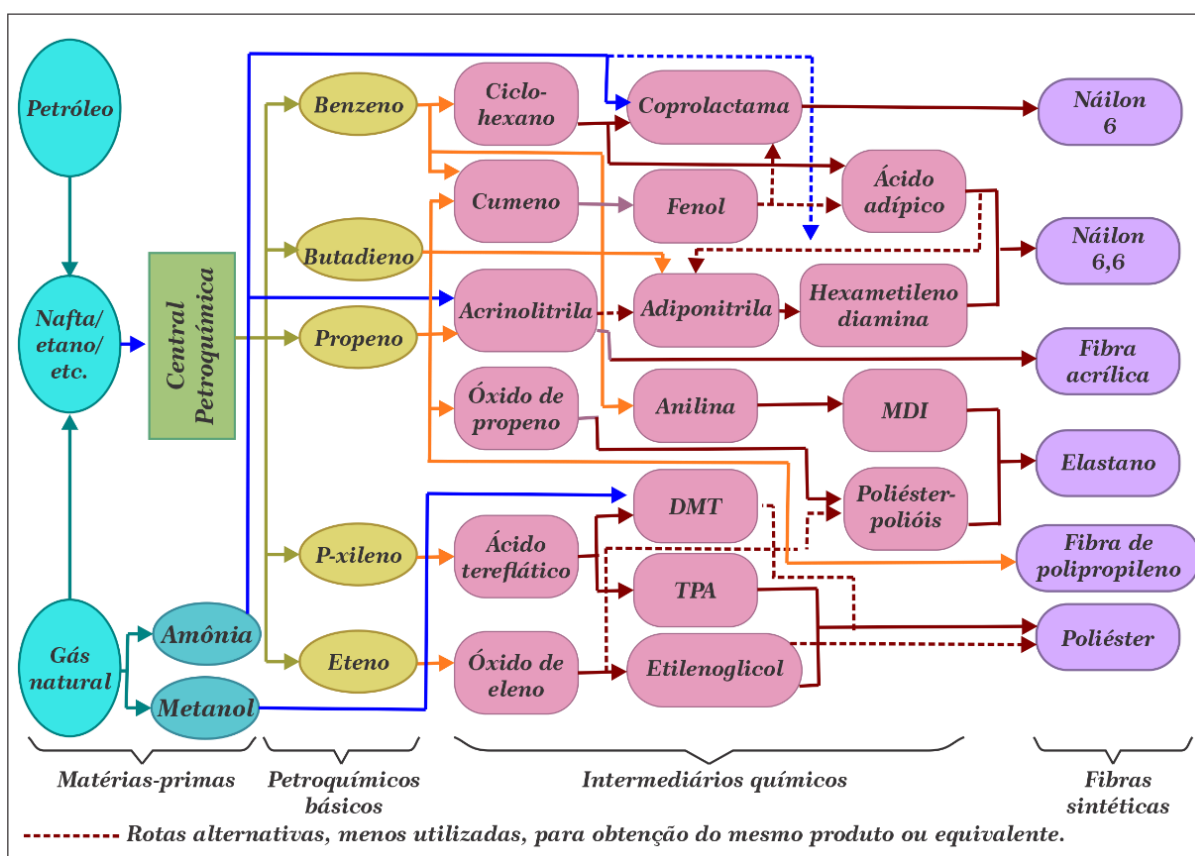 Petróleo
Nafta/
etano/
etc.
Gás
natural
Amônia
Metanol
Central
Petroquímica
Benzeno
Butadieno
Propeno
P-xileno
Eteno
Ciclo-
hexano
Cumeno
Acrinolitrila
Óxido de
propeno
Ácido
tereflático
Óxido de
eleno
Coprolactama
Fenol
Adiponitrila
Anilina
DMT
TPA
Etilenoglicol
Ácido
adípico
Hexametileno
diamina
MDI
Poliéster-
polióis
Náilon
6
Náilon
6,6
Fibra
acrílica
Elastano
Fibra de
polipropileno
Poliéster
Matérias-primas
Petroquímicos
básicos
Intermediários químicos
Fibras
sintéticas
Rotas alternativas, menos utilizadas, para obtenção do mesmo produto ou equivalente.